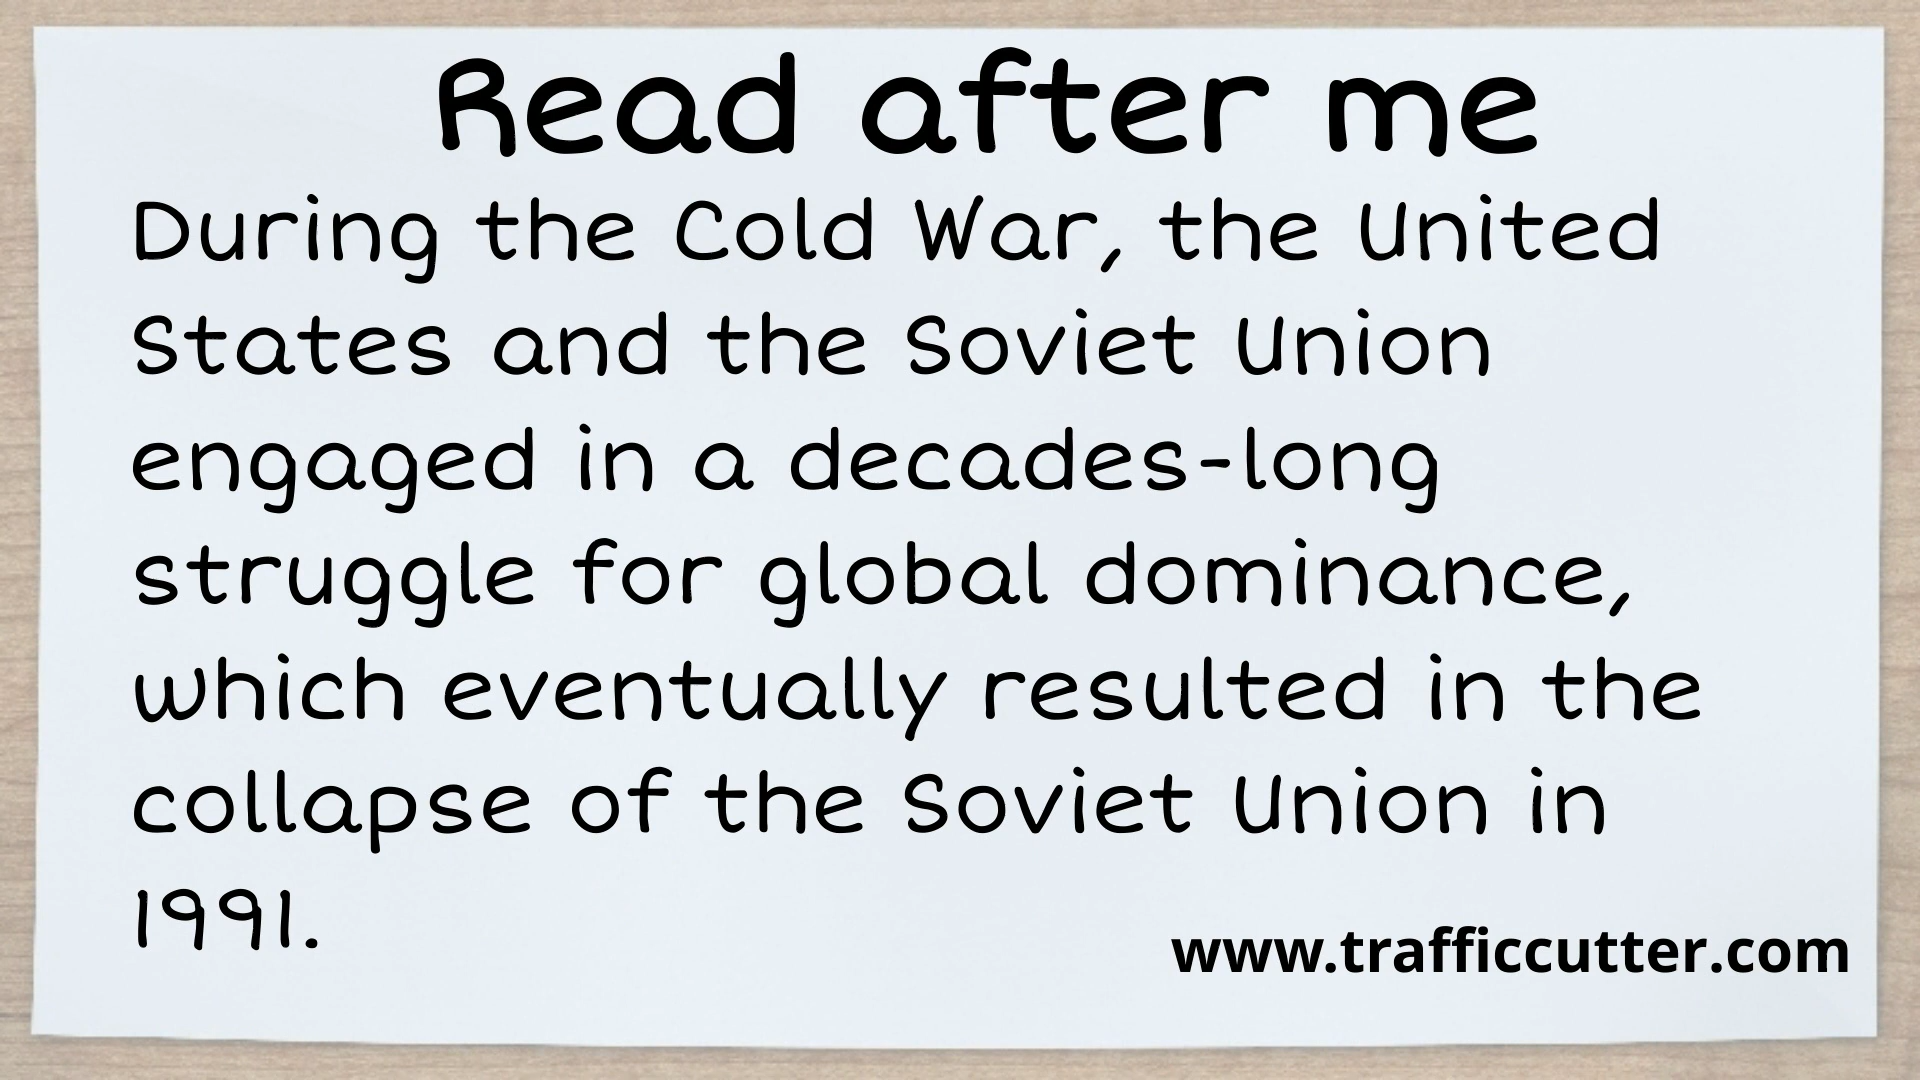 Read after me
During the Cold War, the United
States and the Soviet Union
engaged in a decades-long
struggle for global dominance,
which eventually resulted in the
collapse of the Soviet Union in
1991.
www.trafficcutter.com